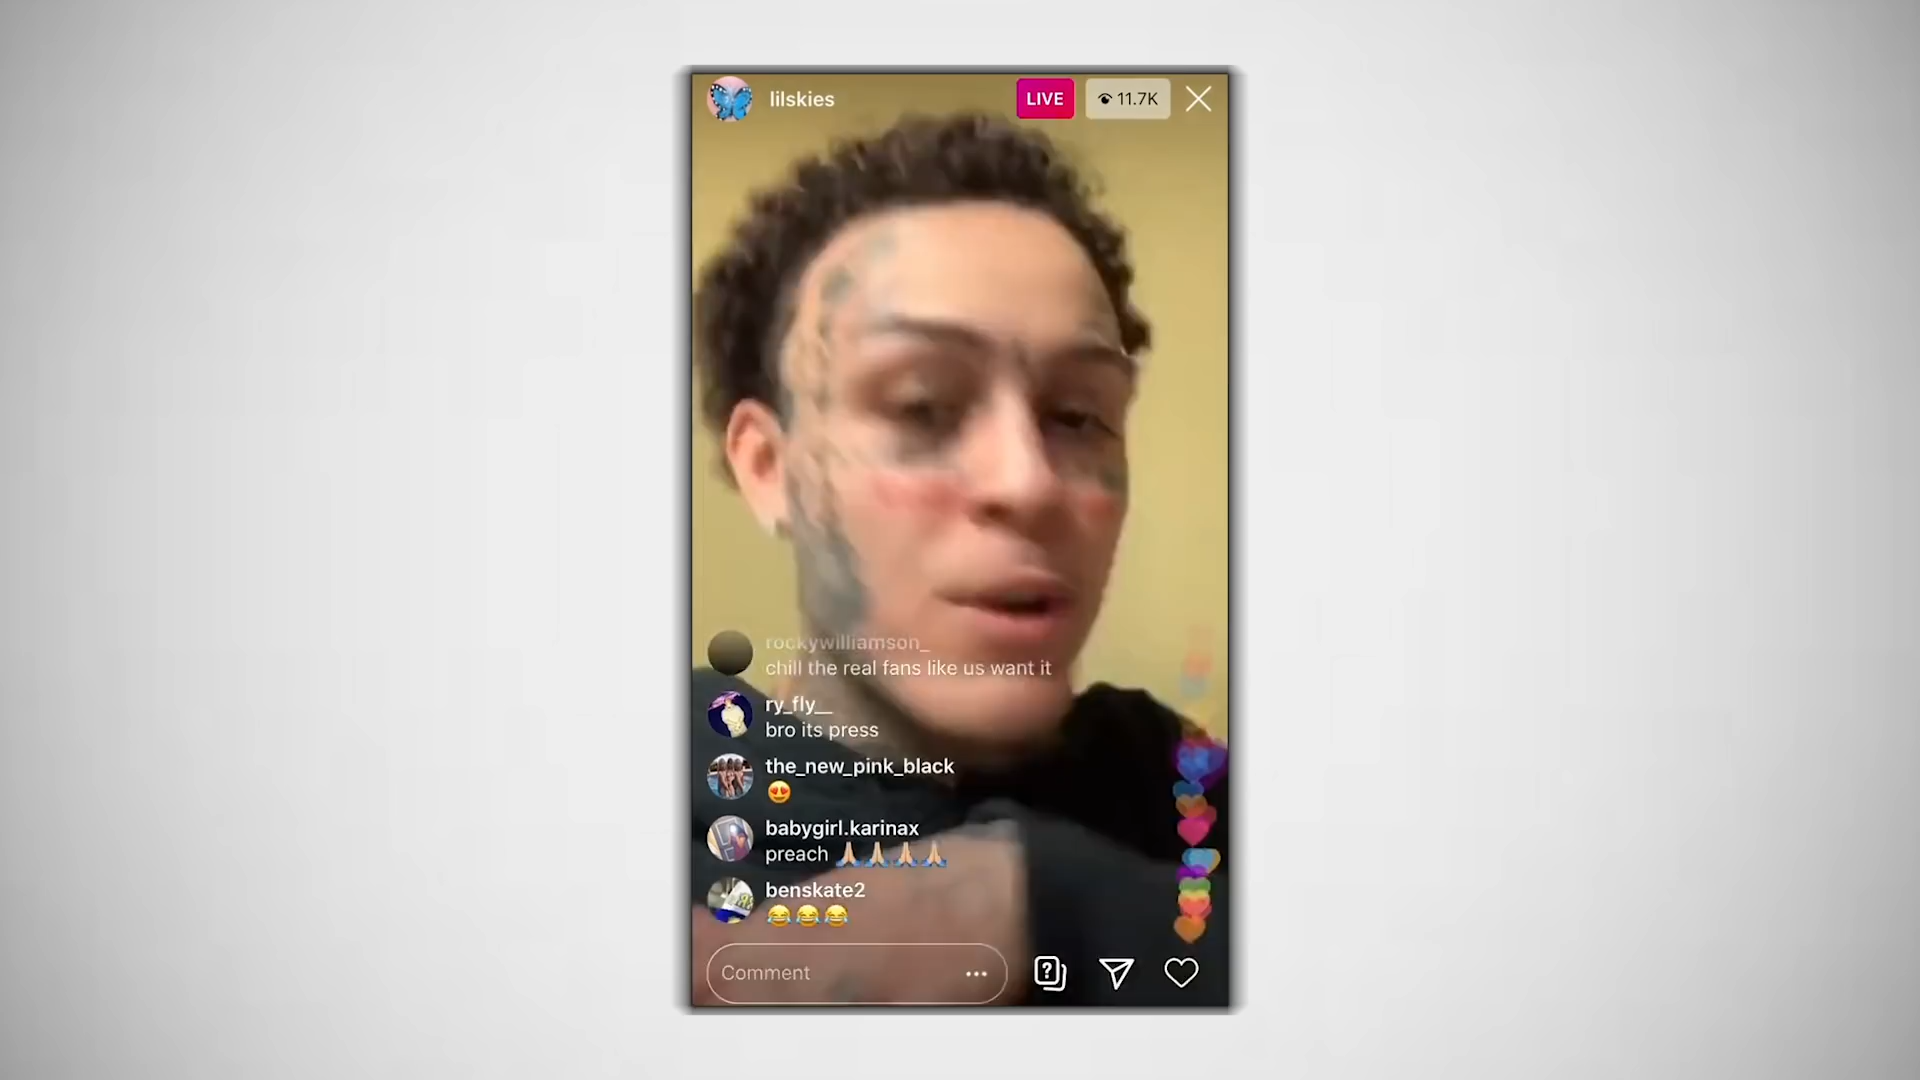 lilskies
LIVE
11.7K
rockywilliamson_
chill the real fans like us want it
ry_fly__
bro its press
the_new_pink_black
😍
babygirl.karinax
preach 🙏🏼🙏🏼🙏🏼🙏🏼
benskate2
😂😂😂
Comment